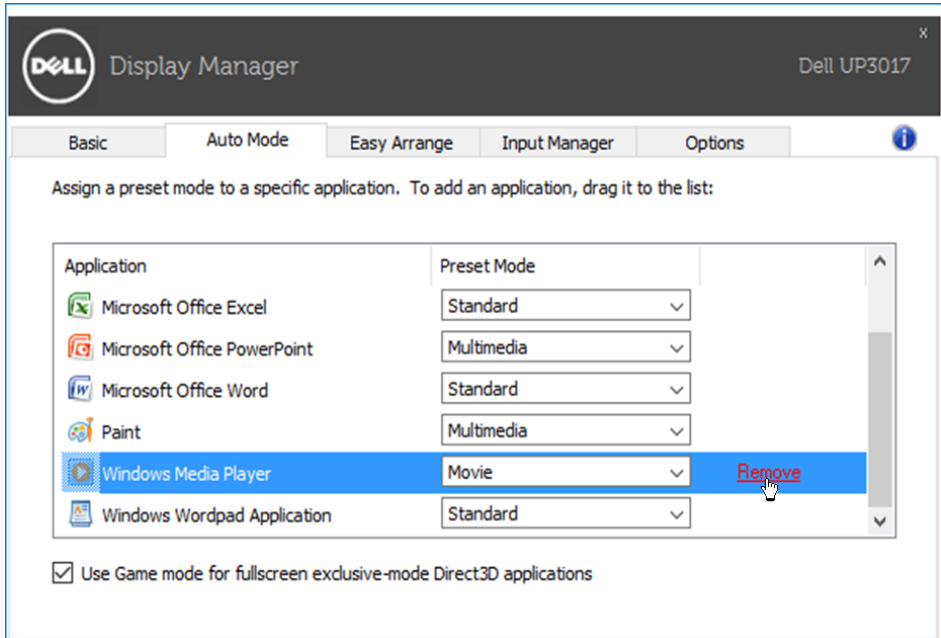 x
DELL Display Manager Dell UP3017
Basic Auto Mode Easy Arrange Input Manager Options i
Assign a preset mode to a specific application. To add an application, drag it to the list:
Application Preset Mode
Microsoft Office Excel Standard
Microsoft Office PowerPoint Multimedia
Microsoft Office Word Standard
Paint Multimedia
Windows Media Player Movie Remove
Windows Wordpad Application Standard
Use Game mode for fullscreen exclusive-mode Direct3D applications